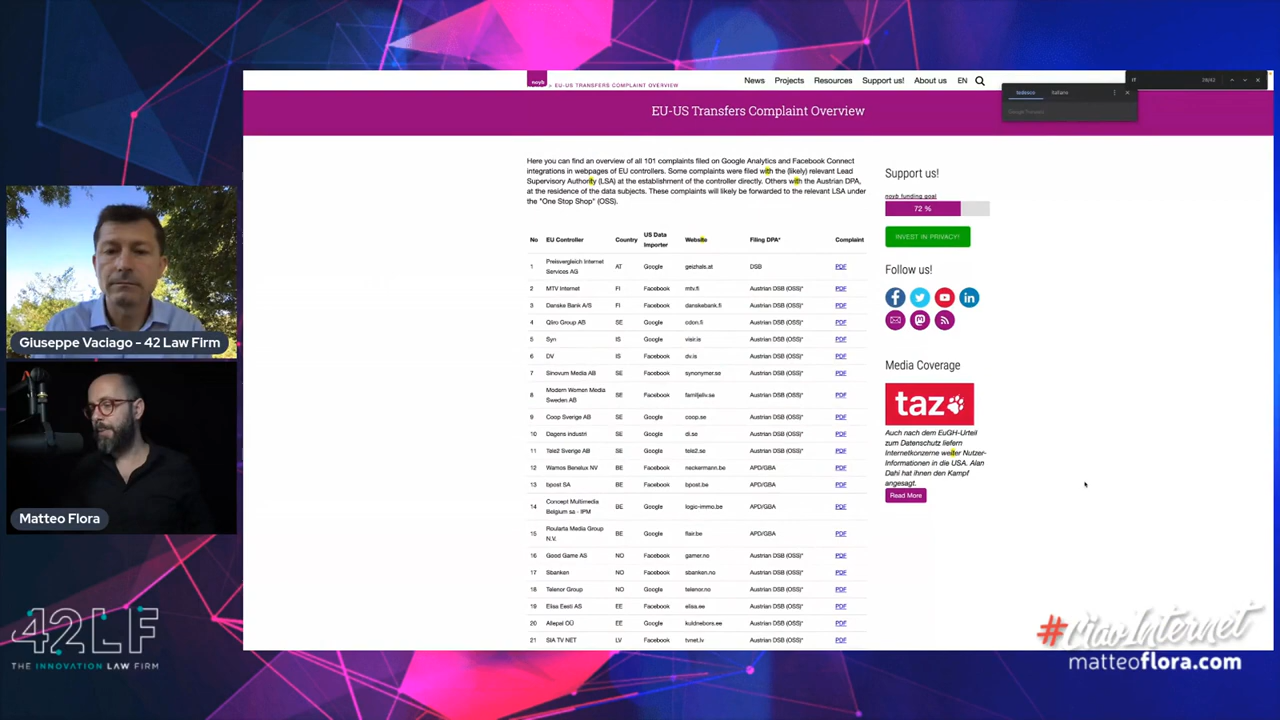 noyb
» EU-US TRANSFERS COMPLAINT OVERVIEW
News Projects Resources Support us! About us EN
IT 28/42
tedesco italiano
Google Translate
EU-US Transfers Complaint Overview
Here you can find an overview of all 101 complaints filed on Google Analytics and Facebook Connect
integrations in webpages of EU controllers. Some complaints were filed with the (likely) relevant Lead
Supervisory Authority (LSA) at the establishment of the controller directly. Others with the Austrian DPA,
at the residence of the data subjects. These complaints will likely be forwarded to the relevant LSA under
the "One Stop Shop" (OSS).
No EU Controller Country US Data Importer Website Filing DPA* Complaint
1 Preisvergleich Internet Services AG AT Google geizhals.at DSB PDF
2 MTV Internet FI Facebook mtv.fi Austrian DSB (OSS)* PDF
3 Danske Bank A/S FI Facebook danskebank.fi Austrian DSB (OSS)* PDF
4 Qliro Group AB SE Google cdon.fi Austrian DSB (OSS)* PDF
5 Syn IS Google visir.is Austrian DSB (OSS)* PDF
6 DV IS Facebook dv.is Austrian DSB (OSS)* PDF
7 Sinovum Media AB SE Facebook synonymer.se Austrian DSB (OSS)* PDF
8 Modern Women Media Sweden AB SE Facebook familjeliv.se Austrian DSB (OSS)* PDF
9 Coop Sverige AB SE Google coop.se Austrian DSB (OSS)* PDF
10 Dagens industri SE Google di.se Austrian DSB (OSS)* PDF
11 Tele2 Sverige AB SE Google tele2.se Austrian DSB (OSS)* PDF
12 Wamos Benelux NV BE Facebook neckermann.be APD/GBA PDF
13 bpost SA BE Facebook bpost.be APD/GBA PDF
14 Concept Multimedia Belgium sa - IPM BE Facebook logic-immo.be APD/GBA PDF
15 Roularta Media Group N.V. BE Google flair.be APD/GBA PDF
16 Good Game AS NO Facebook gamer.no Austrian DSB (OSS)* PDF
17 Sbanken NO Facebook sbanken.no Austrian DSB (OSS)* PDF
18 Telenor Group NO Google telenor.no Austrian DSB (OSS)* PDF
19 Elisa Eesti AS EE Facebook elisa.ee Austrian DSB (OSS)* PDF
20 Allepal OÜ EE Google kuldnebors.ee Austrian DSB (OSS)* PDF
21 SIA TV NET LV Facebook tvnet.lv Austrian DSB (OSS)* PDF
Support us!
noyb funding goal
72 %
INVEST IN PRIVACY!
Follow us!
Media Coverage
taz
Auch nach dem EuGH-Urteil
zum Datenschutz liefern
Internetkonzerne weiter Nutzer-
Informationen in die USA. Alan
Dahl hat ihnen den Kampf
angesagt.
Read More
Giuseppe Vaciago - 42 Law Firm
Matteo Flora
42LF
THE INNOVATION LAW FIRM
#CiaoInternet
matteoflora.com